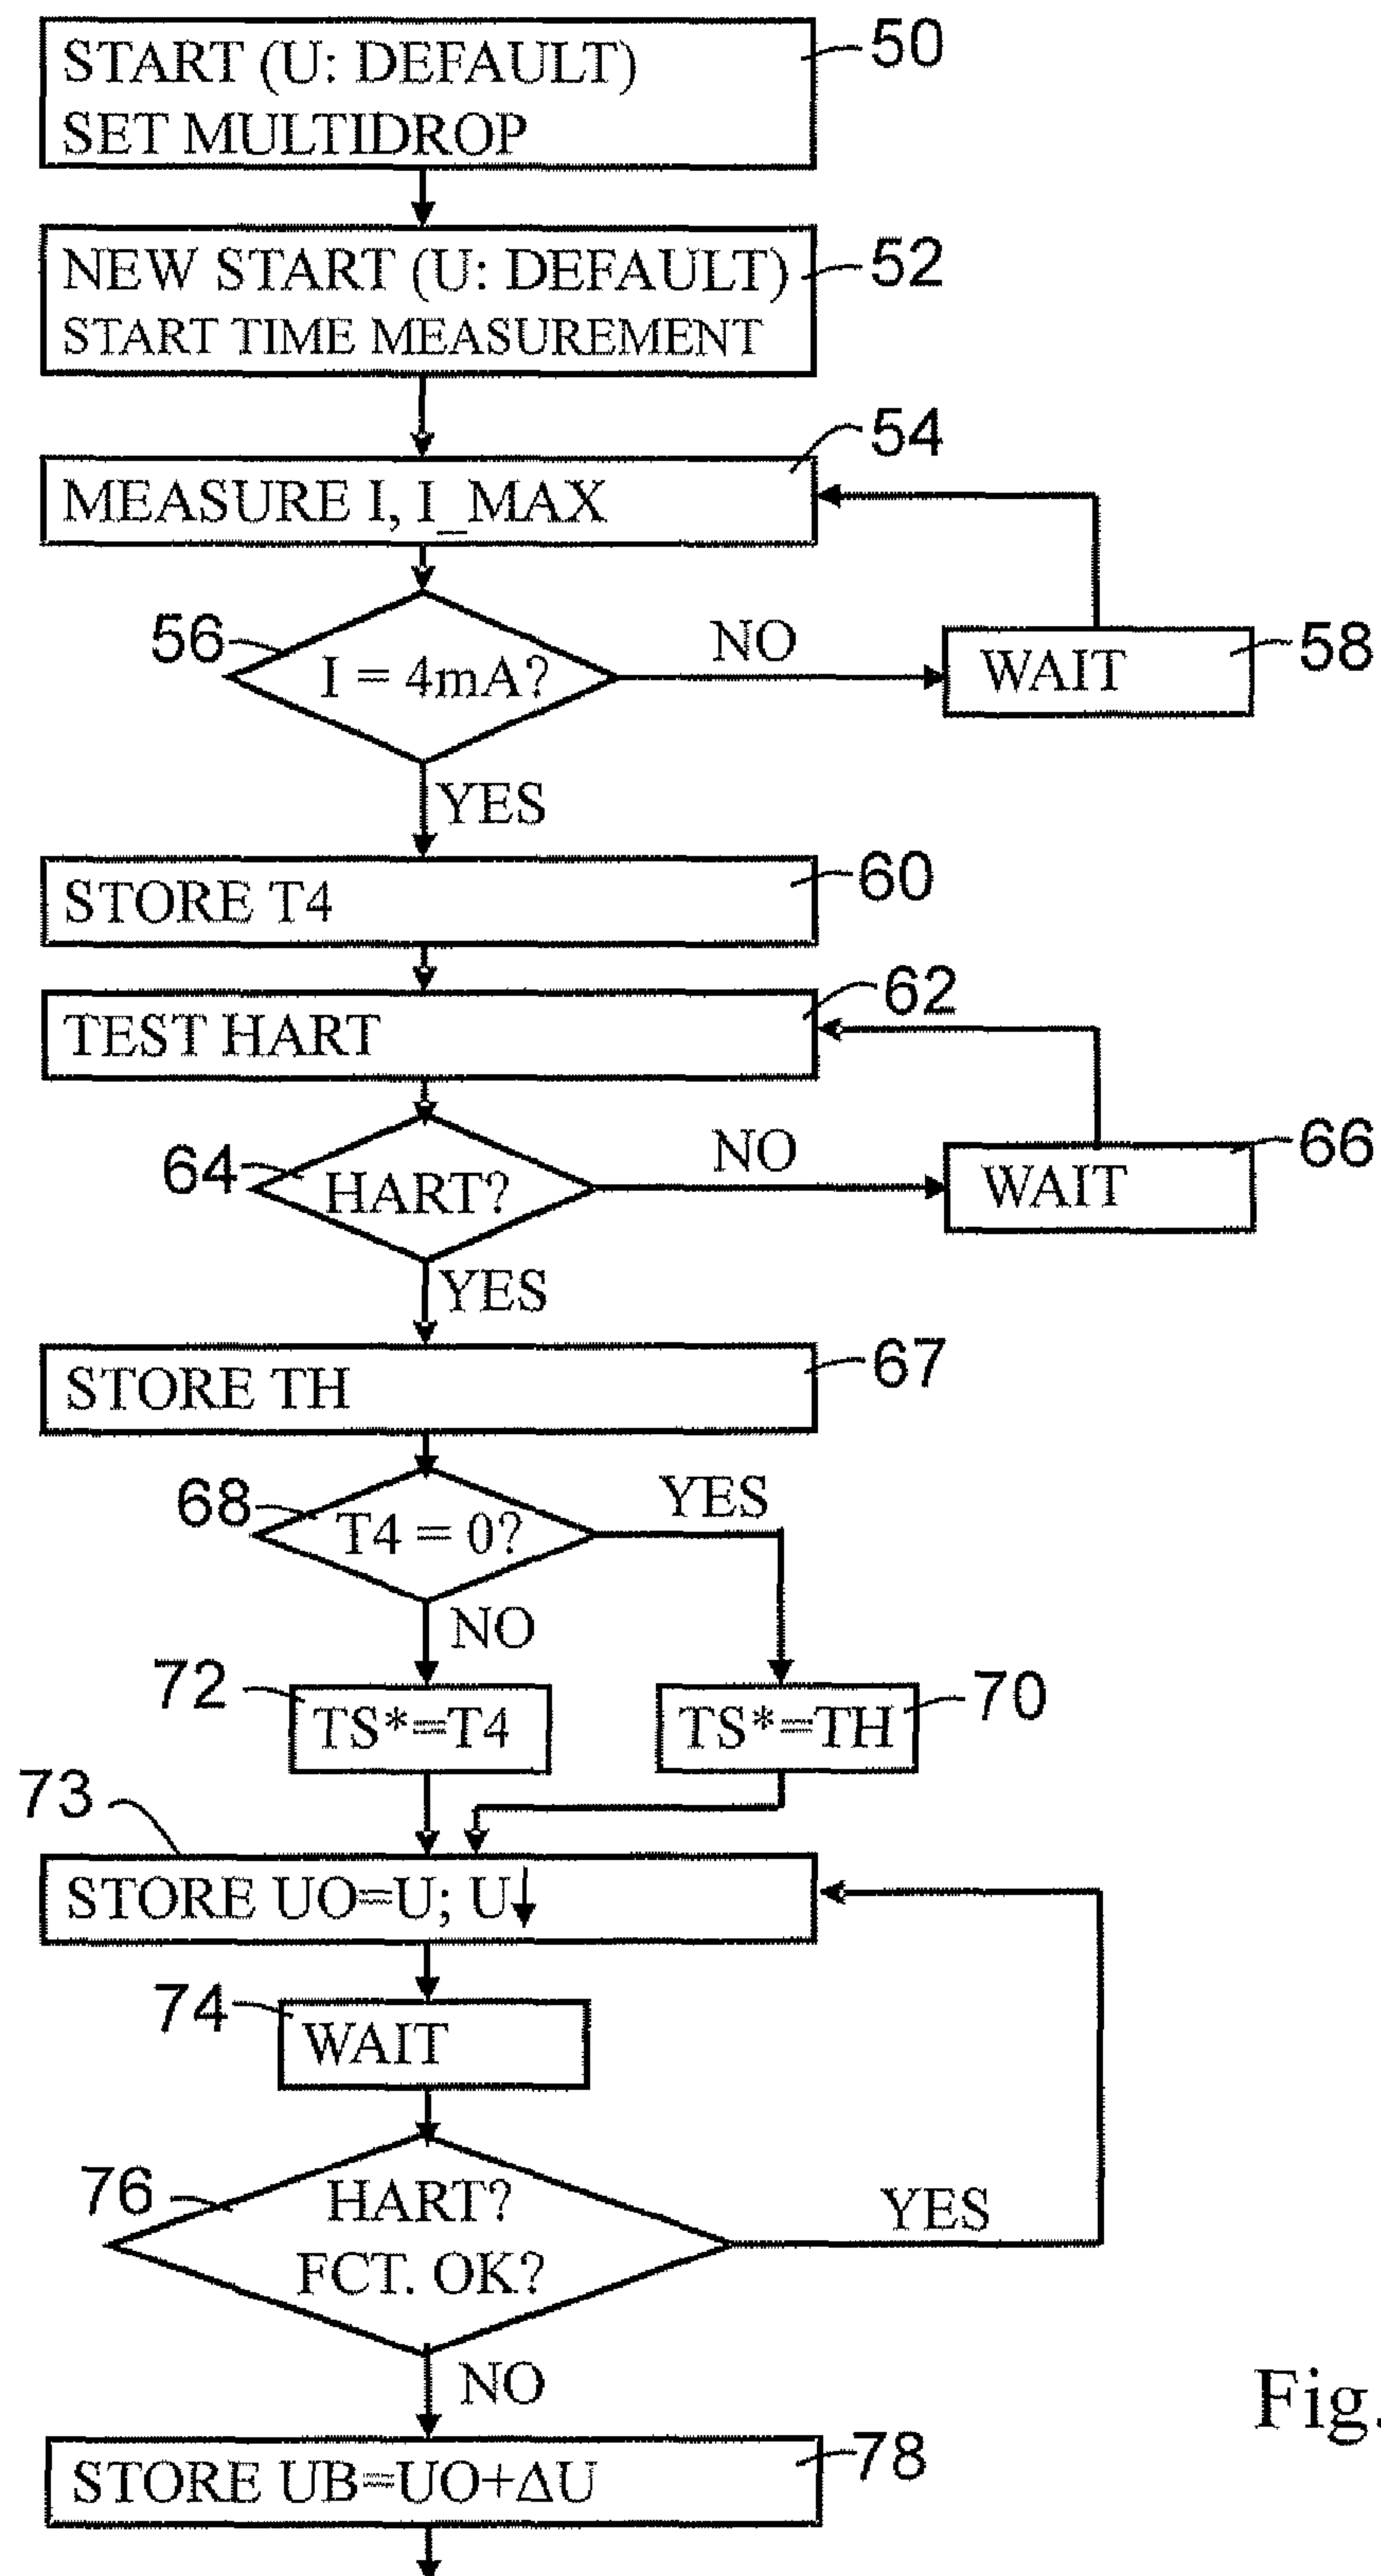 START (U: DEFAULT)
SET MULTIDROP
50
NEW START (U: DEFAULT)
START TIME MEASUREMENT
52
54
MEASURE I, I_MAX
56
I = 4mA?
NO
WAIT
58
YES
STORE T4
60
62
TEST HART
64
HART?
NO
WAIT
66
YES
STORE TH
67
68
T4 = 0?
YES
NO
72
TS*=T4
TS*=TH
70
73
STORE UO=U; U↓
74
WAIT
76
HART?
FCT. OK?
YES
NO
Fig.
STORE UB=UO+ΔU
78